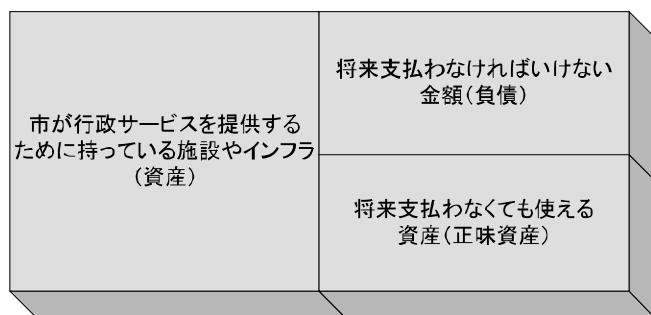 市が行政サービスを提供する
ために持っている施設やインフラ
（資産）
将来支払わなければいけない
金額（負債）
将来支払わなくても使える
資産（正味資産）